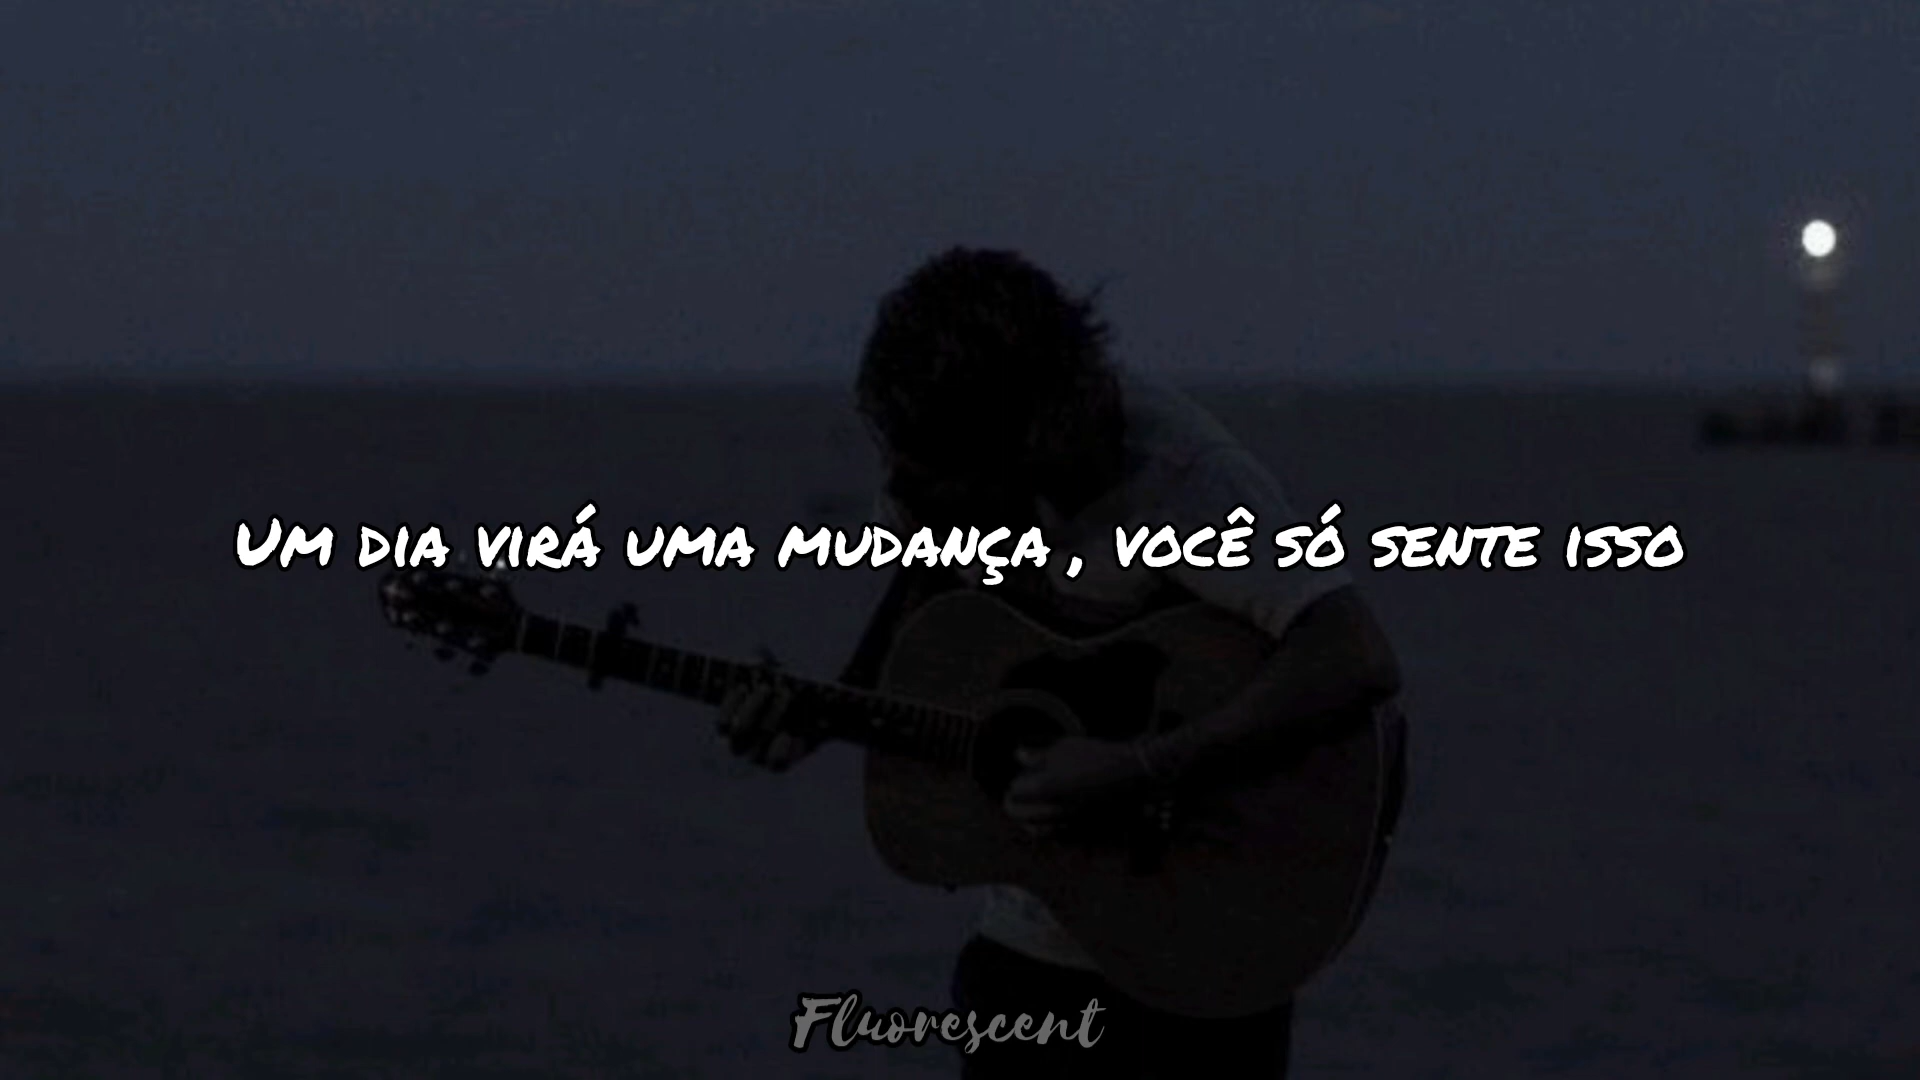 Um dia virá uma mudança , você só sente isso
Fluorescent